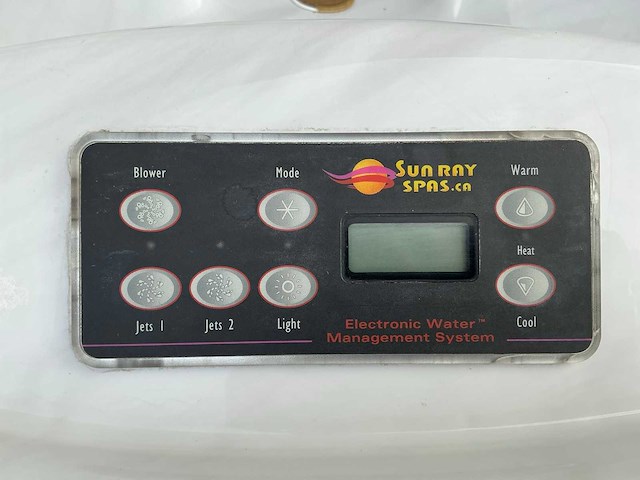 Blower
Mode
SUN RAY
SPAS.CA
Warm
Heat
Jets 1
Jets 2
Light
Electronic Water™
Management System
Cool